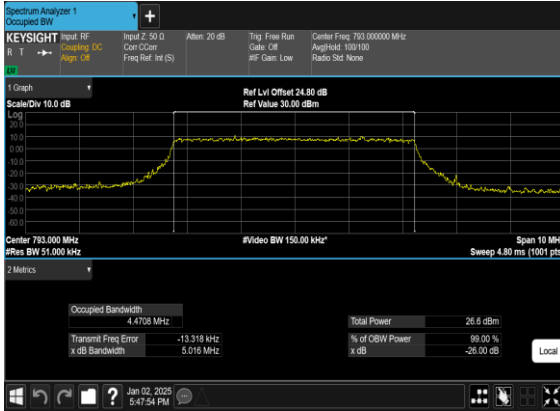 Spectrum Analyzer 1
Occupied BW
+
KEYSIGHT
R T
Input: RF
Coupling: DC
Align: Off
Input Z: 50 Ω
Corr CCorr
Freq Ref: Int (S)
Atten: 20 dB
Trig: Free Run
Gate: Off
#IF Gain: Low
Center Freq: 793.000000 MHz
Avg|Hold: 100/100
Radio Std: None
1 Graph
Scale/Div 10.0 dB
Ref Lvl Offset 24.80 dB
Ref Value 30.00 dBm
Log
20.0
10.0
0.00
-10.0
-20.0
-30.0
-40.0
-50.0
-60.0
Center 793.000 MHz
#Res BW 51.000 kHz
#Video BW 150.00 kHz*
Span 10 MH
Sweep 4.80 ms (1001 pts
2 Metrics
Occupied Bandwidth
4.4708 MHz
Total Power 26.6 dBm
Transmit Freq Error -13.318 kHz
% of OBW Power 99.00 %
x dB Bandwidth 5.016 MHz
x dB -26.00 dB
Local
?
Jan 02, 2025
5:47:54 PM